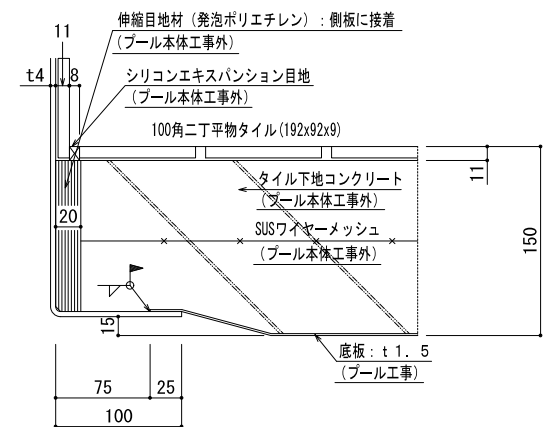 伸縮目地材（発泡ポリエチレン）：側板に接着
(プール本体工事外)
11
t4
8
シリコンエキスパンション目地
(プール本体工事外)
100角二丁平物タイル(192x92x9)
11
タイル下地コンクリート
(プール本体工事外)
20
SUSワイヤーメッシュ
(プール本体工事外)
150
15
底板：ｔ１．５
(プール工事)
75
25
100